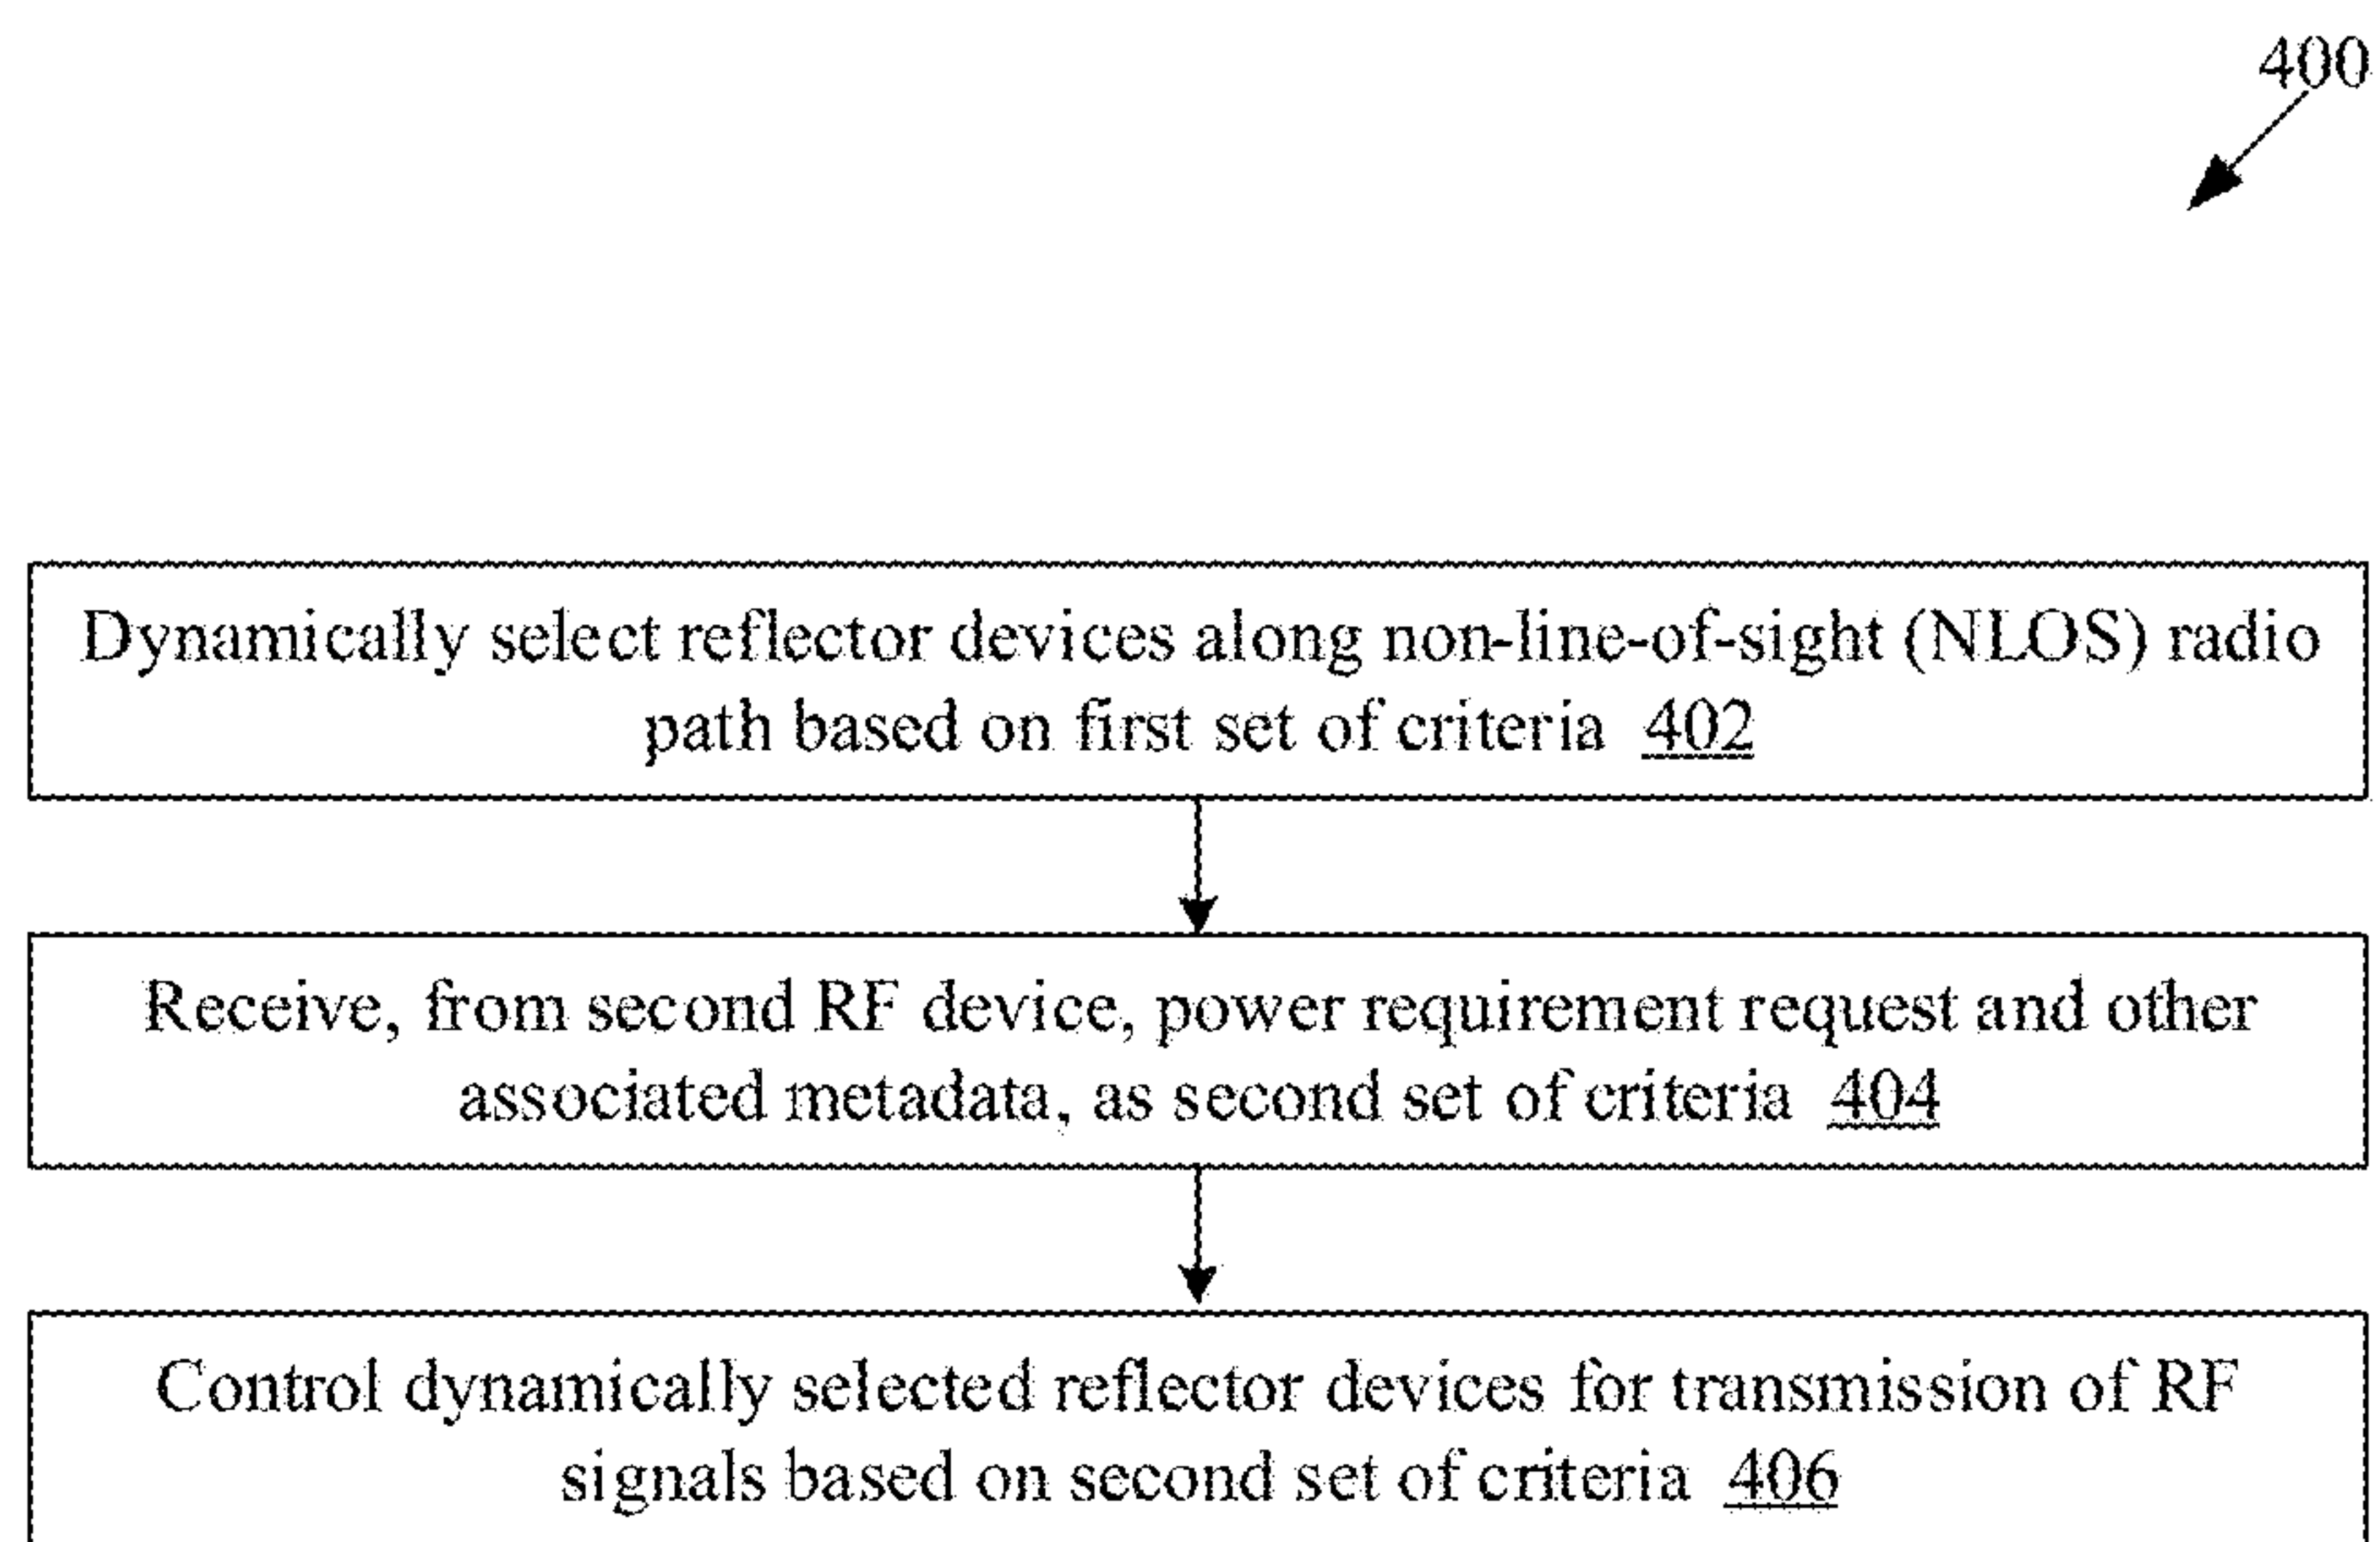 400
Dynamically select reflector devices along non-line-of-sight (NLOS) radio
path based on first set of criteria 402
Receive, from second RF device, power requirement request and other
associated metadata, as second set of criteria 404
Control dynamically selected reflector devices for transmission of RF
signals based on second set of criteria 406